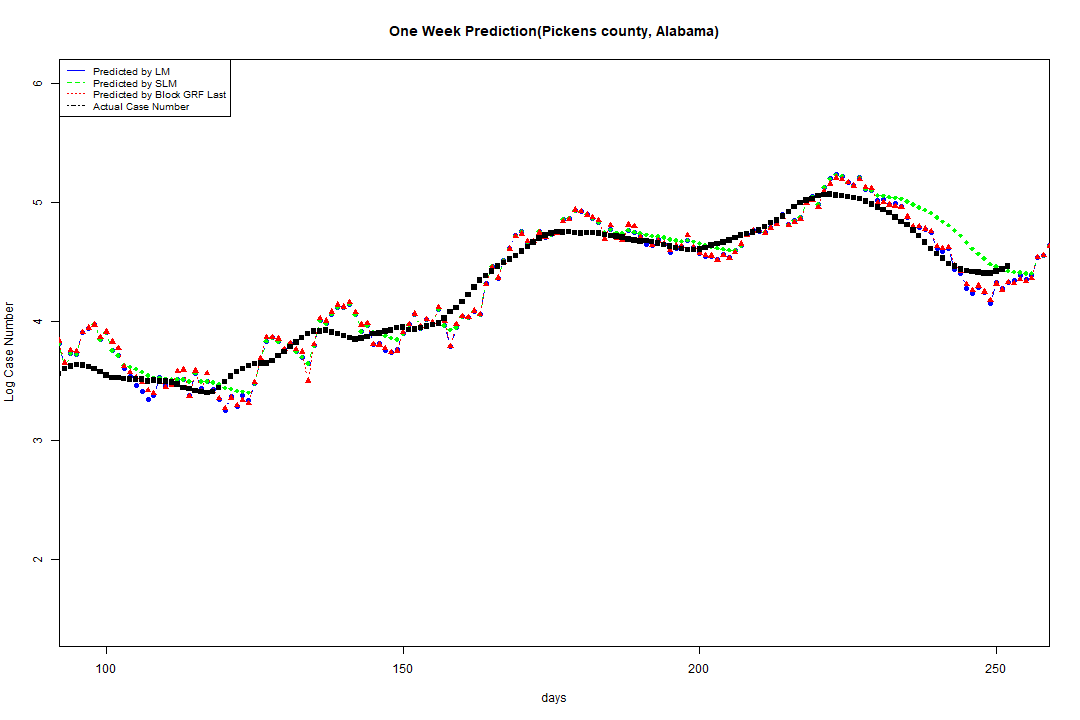 One Week Prediction(Pickens county, Alabama)
Predicted by LM
Predicted by SLM
Predicted by Block GRF Last
Actual Case Number
6
5
4
3
2
Log Case Number
100 150 200 250
days